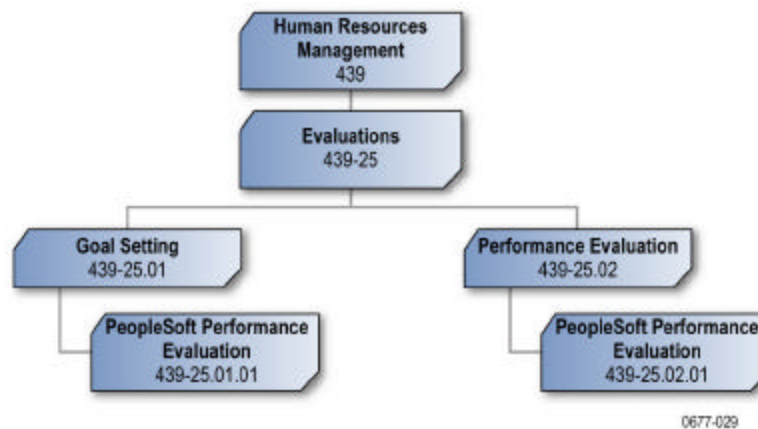 Human Resources
Management
439
Evaluations
439-25
Goal Setting
439-25.01
Performance Evaluation
439-25.02
PeopleSoft Performance
Evaluation
439-25.01.01
PeopleSoft Performance
Evaluation
439-25.02.01
0677-029